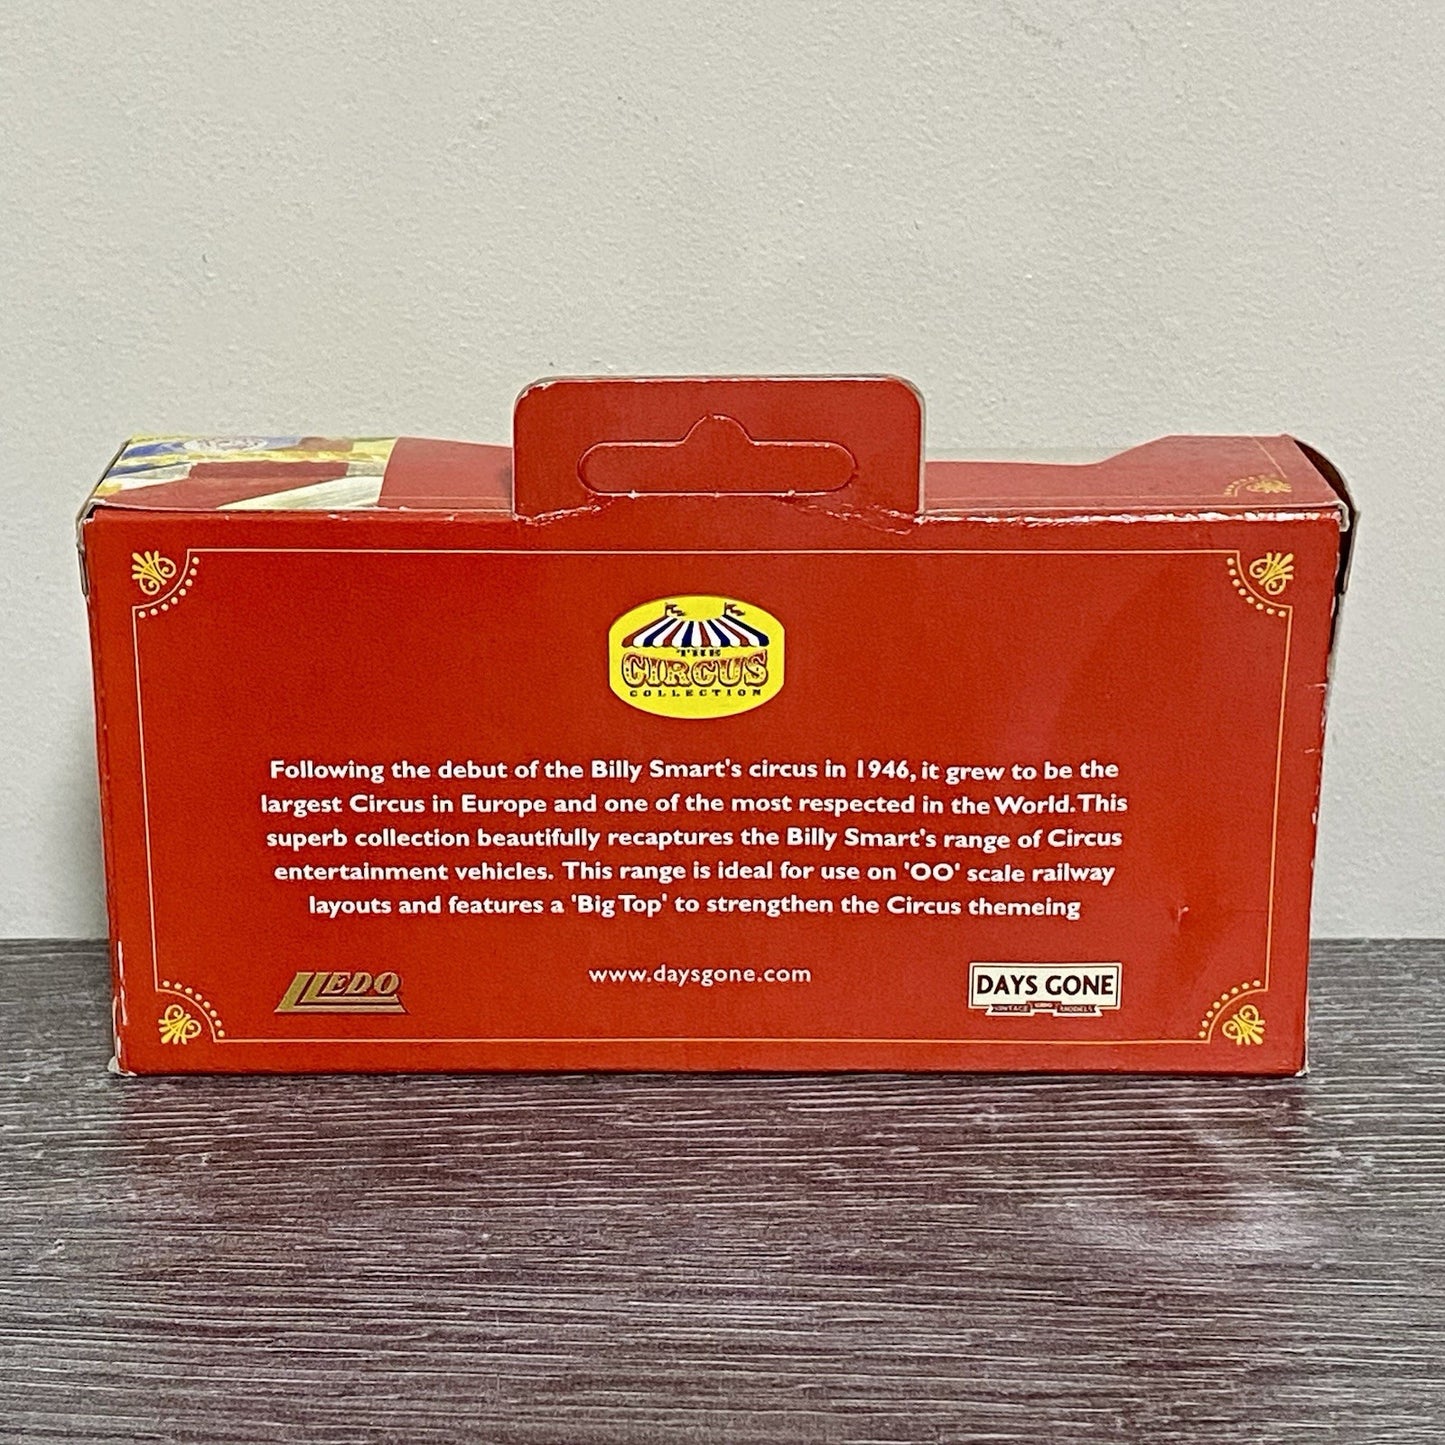 THE
CIRCUS
COLLECTION
Following the debut of the Billy Smart's circus in 1946, it grew to be the
largest Circus in Europe and one of the most respected in the World. This
superb collection beautifully recaptures the Billy Smart's range of Circus
entertainment vehicles. This range is ideal for use on 'OO' scale railway
layouts and features a 'Big Top' to strengthen the Circus themeing
LLEDO
www.daysgone.com
DAYS GONE
VINTAGE LLEDO MODELS